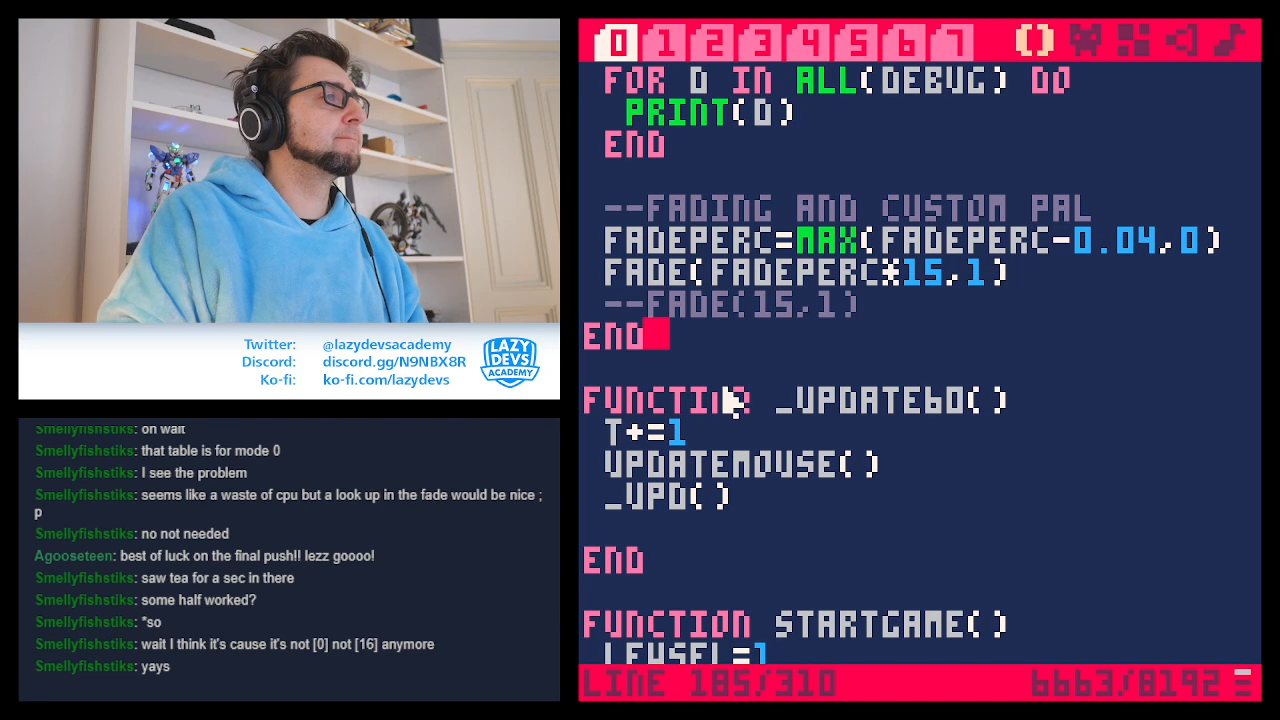 Twitter: @lazydevsacademy
Discord: discord.gg/N9NBX8R
Ko-fi: ko-fi.com/lazydevs
LAZY
DEVS
ACADEMY
Smellyfishstiks: oh wait
Smellyfishstiks: that table is for mode 0
Smellyfishstiks: I see the problem
Smellyfishstiks: seems like a waste of cpu but a look up in the fade would be nice ;
p
Smellyfishstiks: no not needed
Agooseteen: best of luck on the final push!! lezz goooo!
Smellyfishstiks: saw tea for a sec in there
Smellyfishstiks: some half worked?
Smellyfishstiks: *so
Smellyfishstiks: wait I think it's cause it's not [0] not [16] anymore
Smellyfishstiks: yays
0 1 2 3 4 5 6 7 ()
FOR D IN ALL(DEBUG) DO
PRINT(D)
END
--FADING AND CUSTOM PAL
FADEPERC=MAX(FADEPERC-0.04,0)
FADE(FADEPERC*15,1)
--FADE(15,1)
END
FUNCTION _UPDATE60()
T+=1
UPDATEMOUSE()
_UPD()
END
FUNCTION STARTGAME()
LEVSEL=1
LINE 185/310 6663/8192